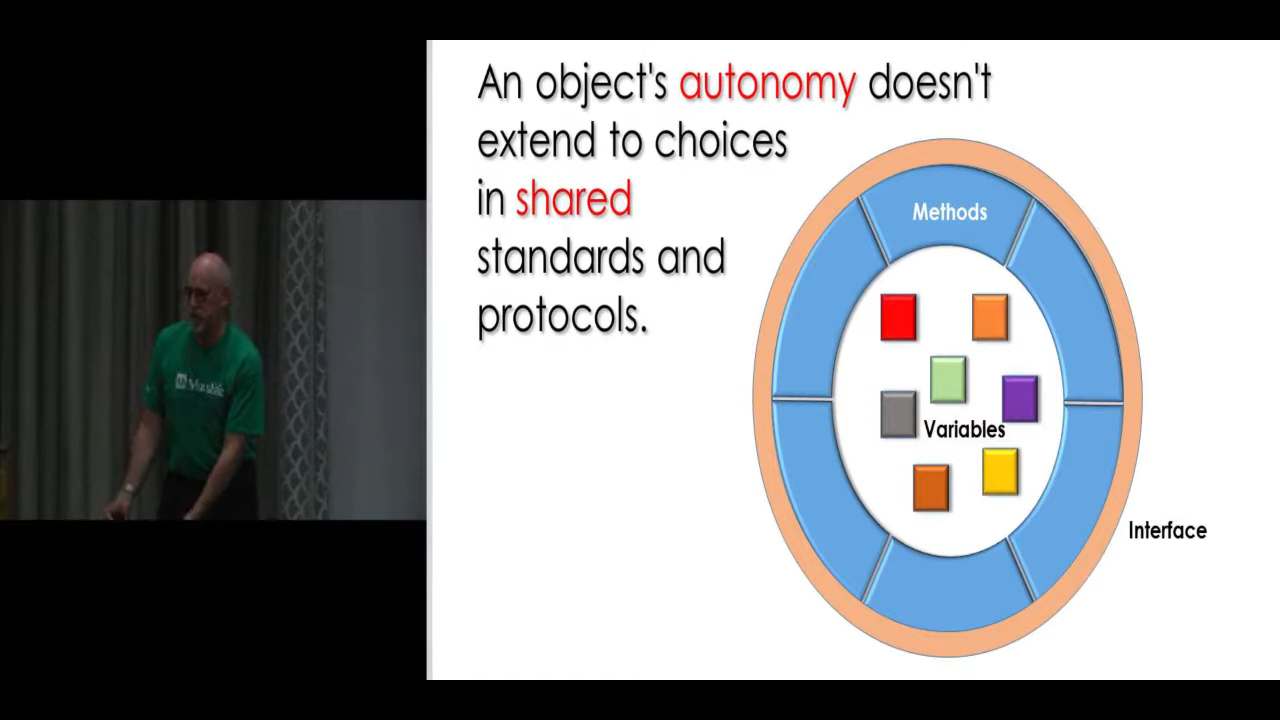 An object's autonomy doesn't
extend to choices
in shared
standards and
protocols.
Methods
Variables
Interface